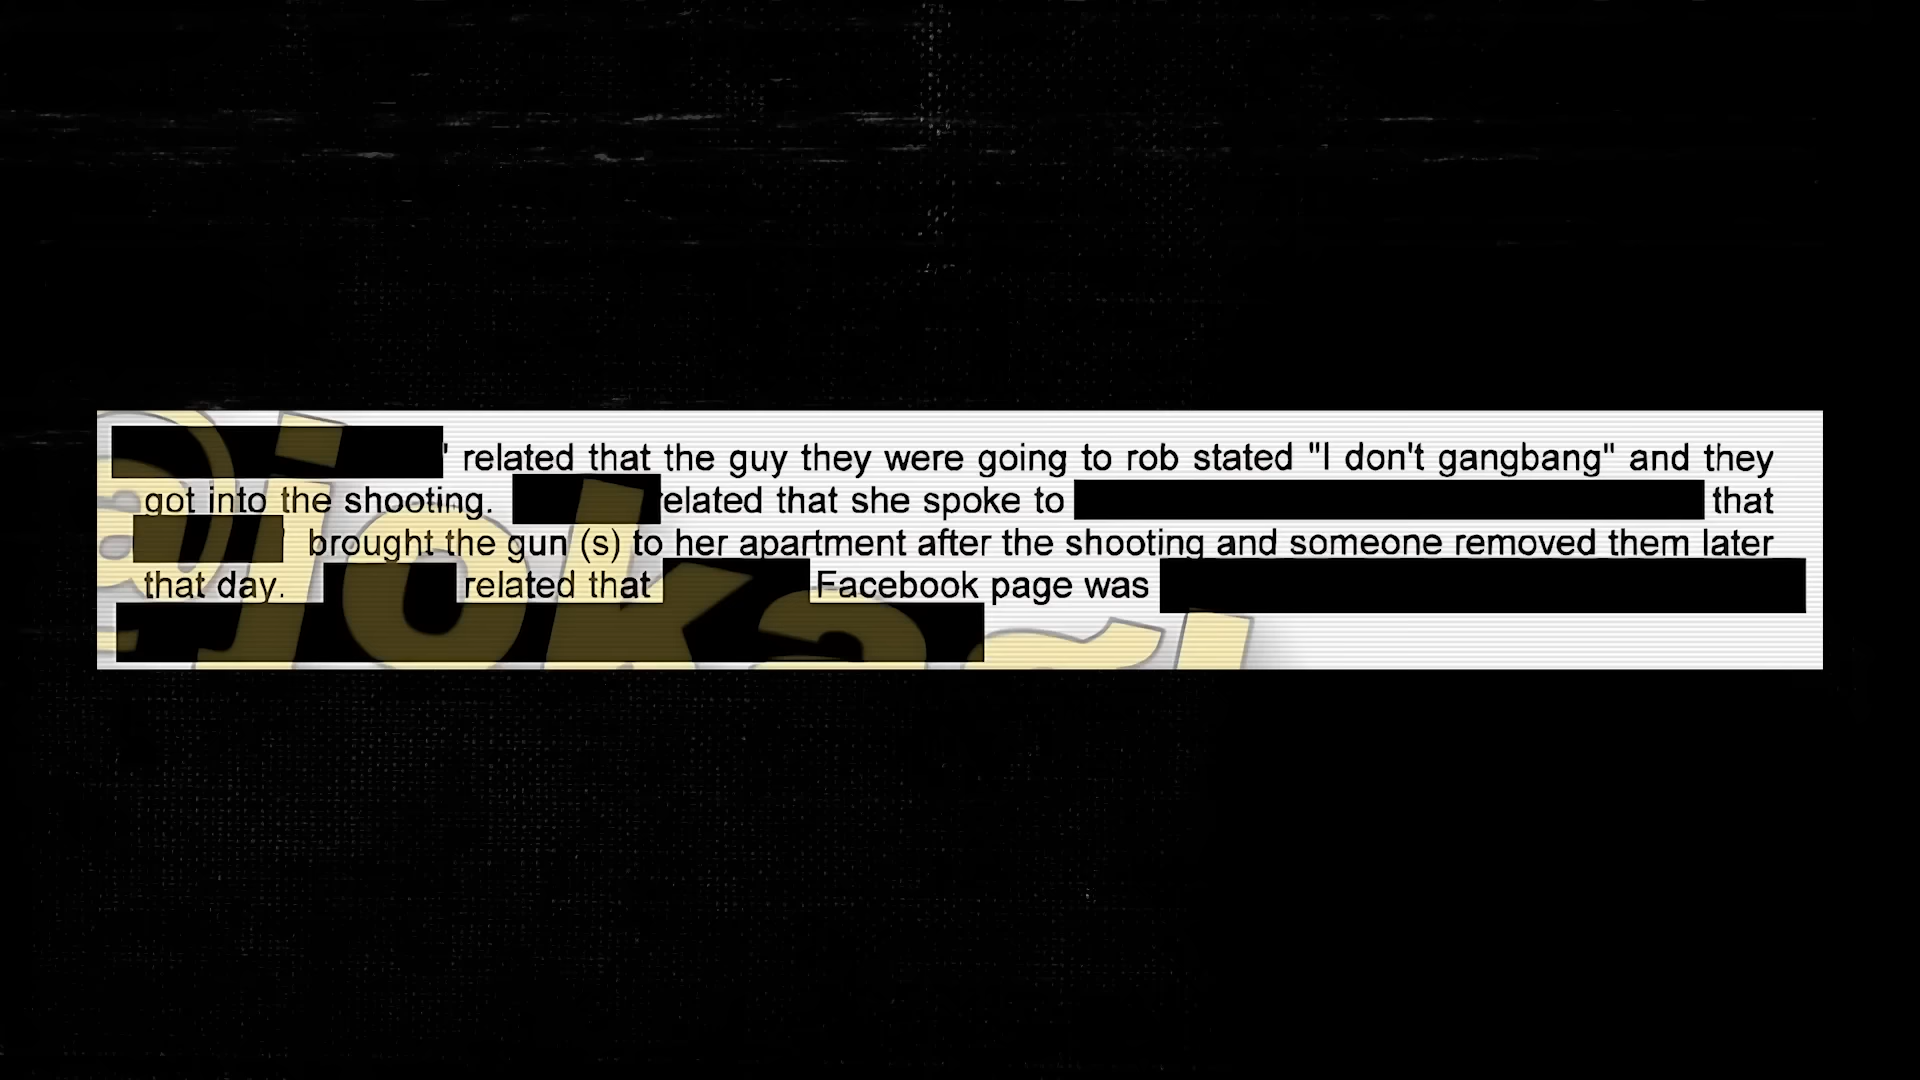 ' related that the guy they were going to rob stated "I don't gangbang" and they
got into the shooting. related that she spoke to that
brought the gun (s) to her apartment after the shooting and someone removed them later
that day. related that Facebook page was